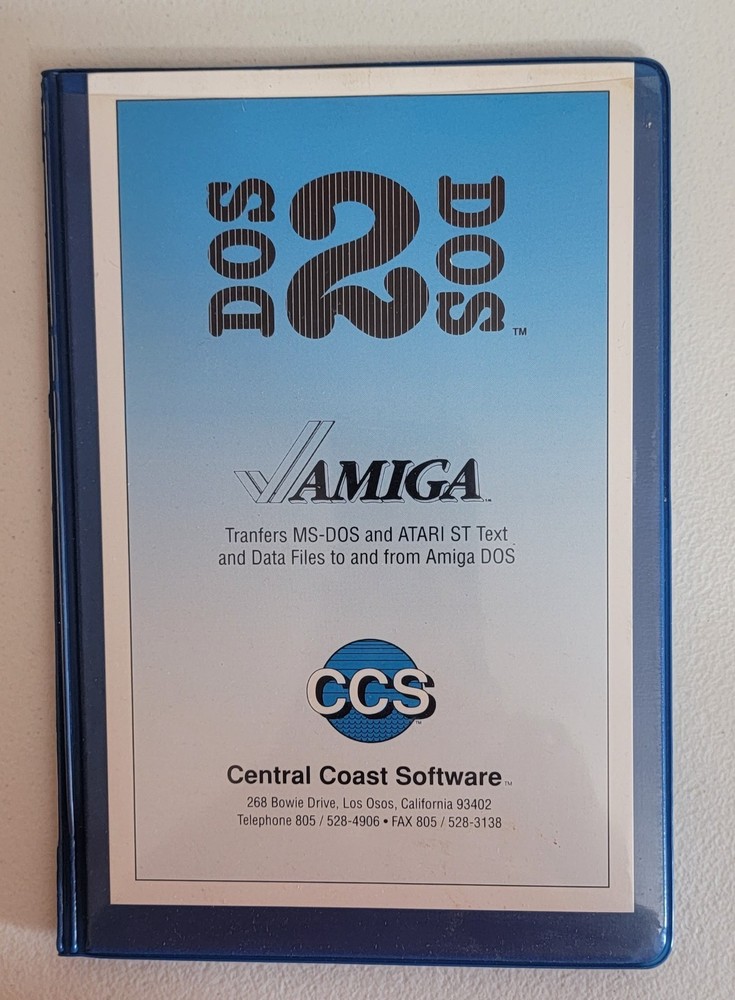 DOS 2 DOS TM
AMIGA
Tranfers MS-DOS and ATARI ST Text
and Data Files to and from Amiga DOS
CCS TM
Central Coast Software TM
268 Bowie Drive, Los Osos, California 93402
Telephone 805 / 528-4906 • FAX 805 / 528-3138